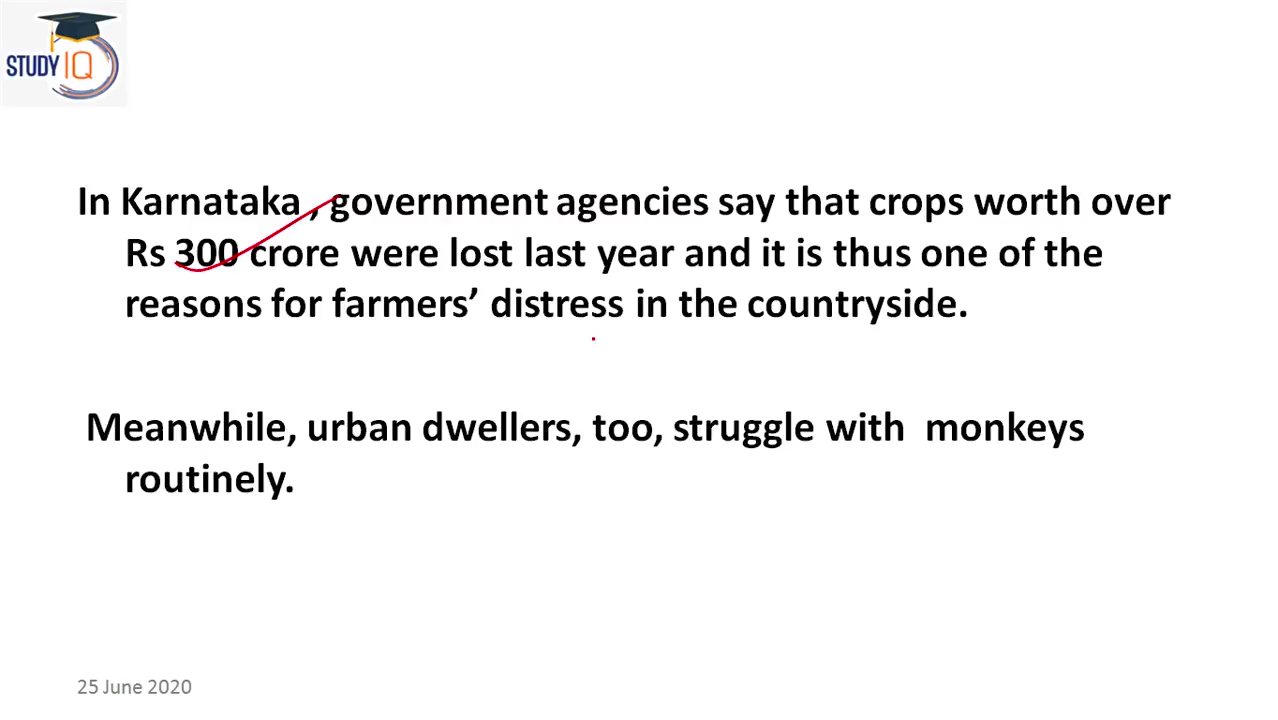 STUDY IQ
In Karnataka , government agencies say that crops worth over
Rs 300 crore were lost last year and it is thus one of the
reasons for farmers’ distress in the countryside.
Meanwhile, urban dwellers, too, struggle with monkeys
routinely.
25 June 2020